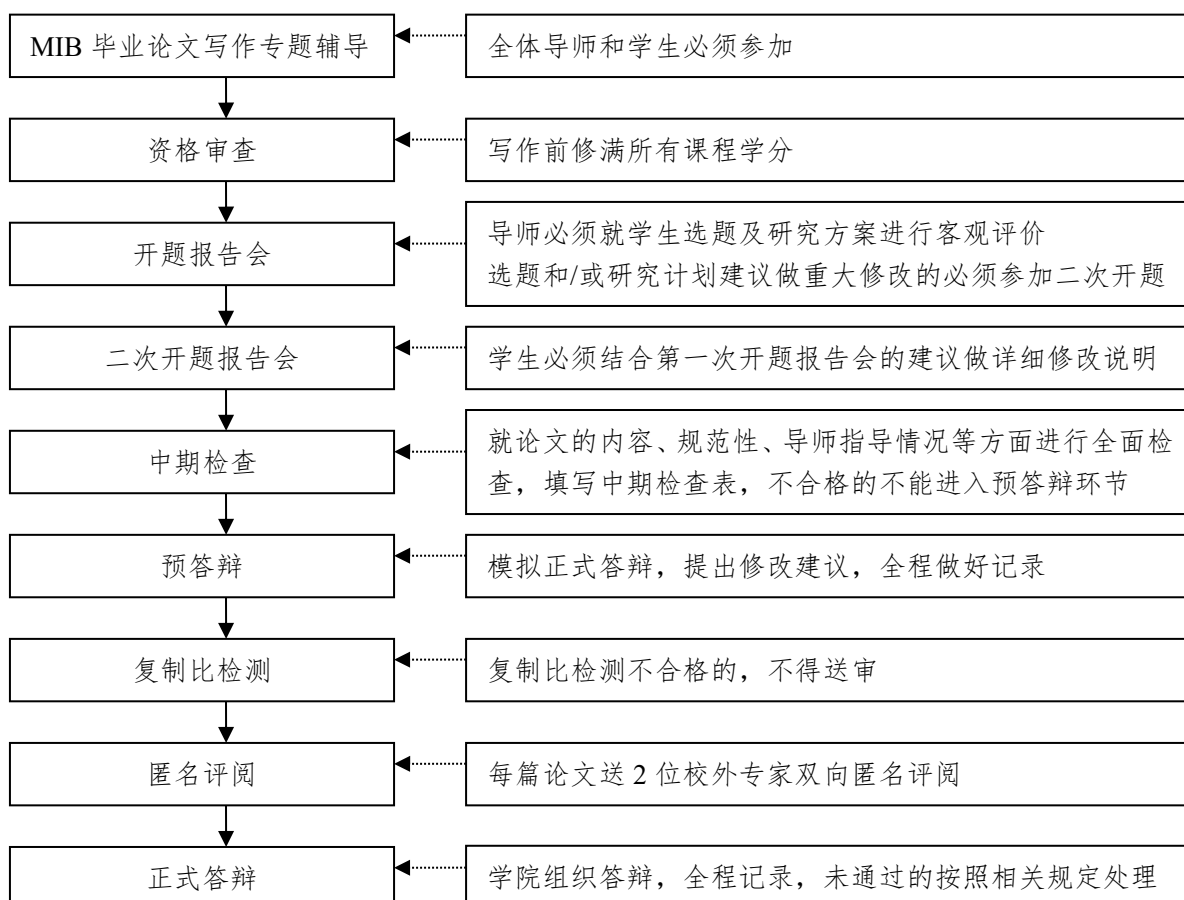 MIB 毕业论文写作专题辅导
全体导师和学生必须参加
资格审查
写作前修满所有课程学分
开题报告会
导师必须就学生选题及研究方案进行客观评价
选题和/或研究计划建议做重大修改的必须参加二次开题
二次开题报告会
学生必须结合第一次开题报告会的建议做详细修改说明
中期检查
就论文的内容、规范性、导师指导情况等方面进行全面检
查，填写中期检查表，不合格的不能进入预答辩环节
预答辩
模拟正式答辩，提出修改建议，全程做好记录
复制比检测
复制比检测不合格的，不得送审
匿名评阅
每篇论文送 2 位校外专家双向匿名评阅
正式答辩
学院组织答辩，全程记录，未通过的按照相关规定处理